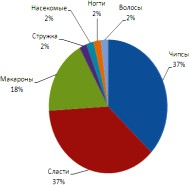 Насекомые
2%
Ногти
2%
Волосы
2%
Стружка
2%
Чипсы
37%
Макароны
18%
Сласти
37%